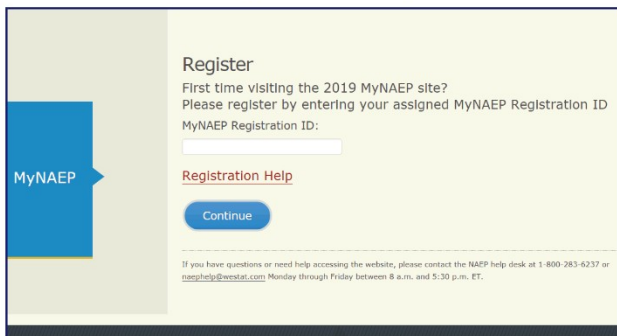 Register
First time visiting the 2019 MyNAEP site?
Please register by entering your assigned MyNAEP Registration ID
MyNAEP Registration ID:
MyNAEP
Registration Help
Continue
If you have questions or need help accessing the website, please contact the NAEP help desk at 1-800-283-6237 or
naephelp@westat.com Monday through Friday between 8 a.m. and 5:30 p.m. ET.